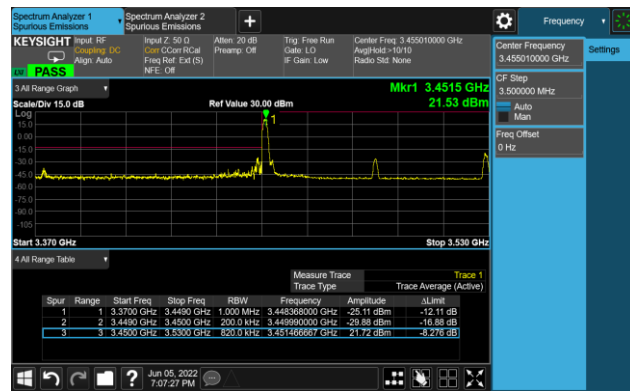 Spectrum Analyzer 1
Spurious Emissions
Spectrum Analyzer 2
Spurious Emissions
Frequency
KEYSIGHT
Input: RF
Coupling: DC
Align: Auto
Input Z: 50 Ω
Corr CCorr RCal
Freq Ref: Ext (S)
NFE: Off
Atten: 20 dB
Preamp: Off
Trig: Free Run
Gate: LO
IF Gain: Low
Center Freq: 3.455010000 GHz
Avg|Hold:>10/10
Radio Std: None
PASS
3 All Range Graph
Mkr1 3.4515 GHz
Scale/Div 15.0 dB
Ref Value 30.00 dBm
21.53 dBm
Log
15.0
0.00
-15.0
-30.0
-45.0
-60.0
-75.0
-90.0
-105
1
Start 3.370 GHz
Stop 3.530 GHz
4 All Range Table
Measure Trace Trace 1
Trace Type Trace Average (Active)
Spur Range Start Freq Stop Freq RBW Frequency Amplitude ΔLimit
1 1 3.3700 GHz 3.4490 GHz 1.000 MHz 3.448368000 GHz -25.11 dBm -12.11 dB
2 2 3.4490 GHz 3.4500 GHz 200.0 kHz 3.449990000 GHz -29.88 dBm -16.88 dB
3 3 3.4500 GHz 3.5300 GHz 820.0 kHz 3.451466667 GHz 21.72 dBm -8.276 dB
Jun 05, 2022
7:07:27 PM
Center Frequency
3.455010000 GHz
Settings
CF Step
3.500000 MHz
Auto
Man
Freq Offset
0 Hz